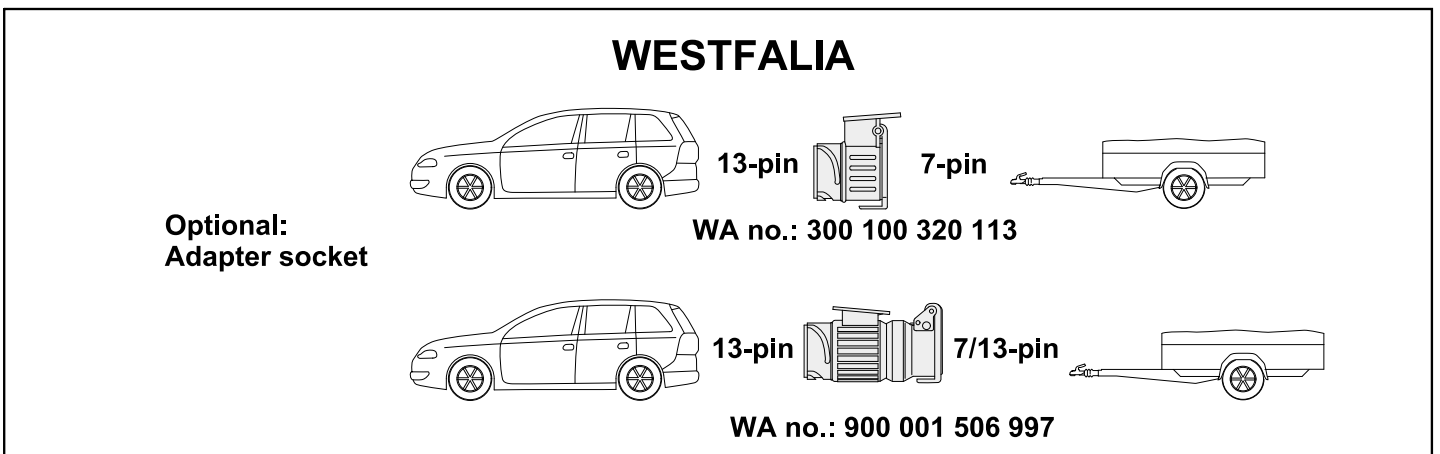 WESTFALIA
13-pin
7-pin
WA no.: 300 100 320 113
Optional:
Adapter socket
13-pin
7/13-pin
WA no.: 900 001 506 997